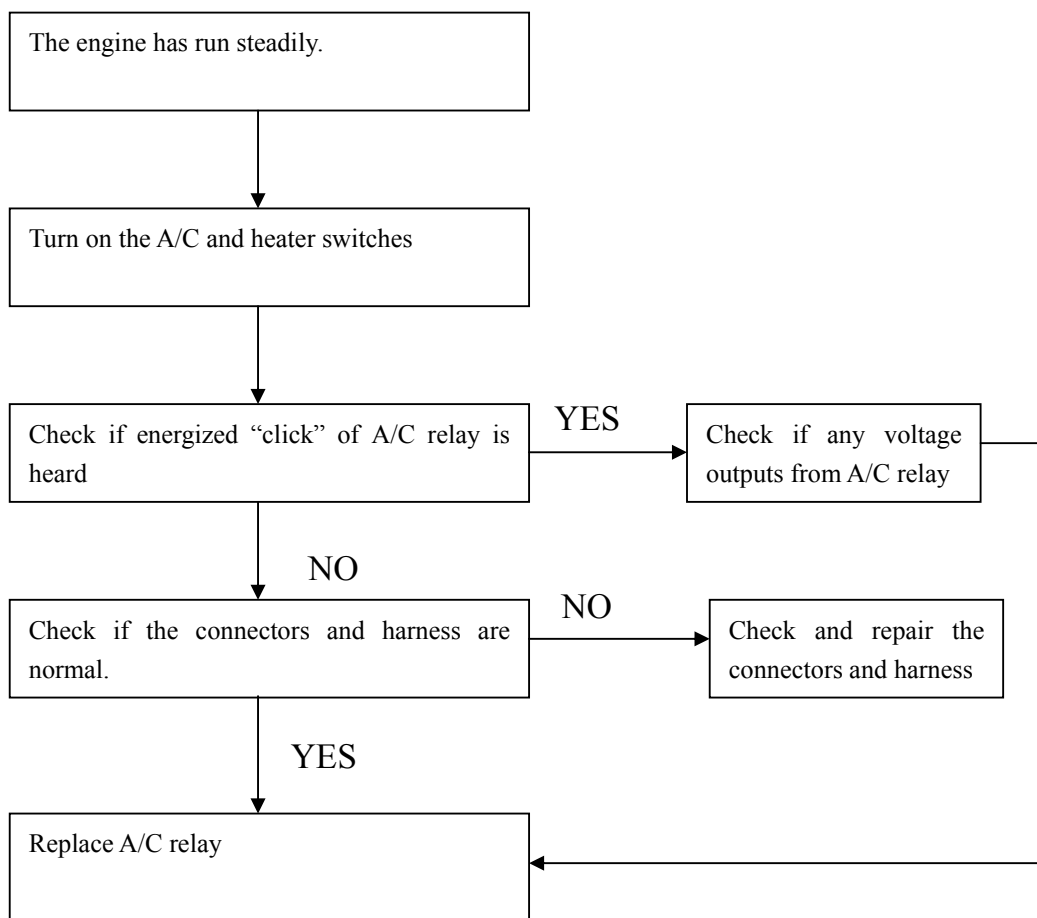 The engine has run steadily.
Turn on the A/C and heater switches
Check if energized “click” of A/C relay is
heard
YES
Check if any voltage
outputs from A/C relay
NO
Check if the connectors and harness are
normal.
NO
Check and repair the
connectors and harness
YES
Replace A/C relay